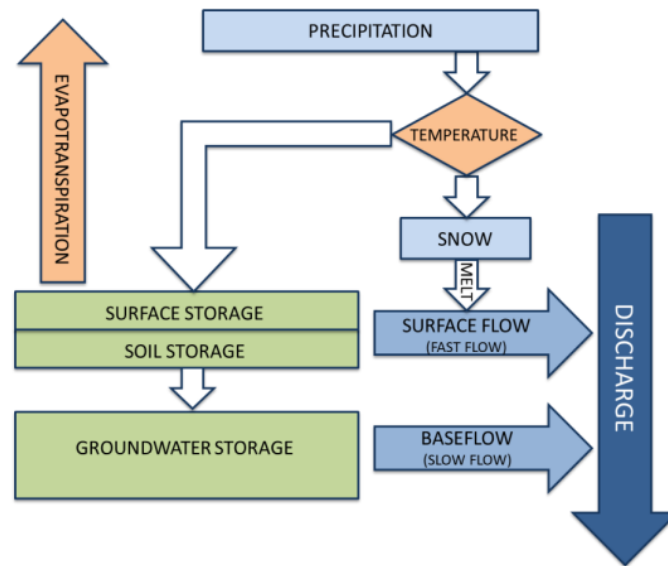 PRECIPITATION
EVAPOTRANSPIRATION
TEMPERATURE
SNOW
MELT
SURFACE STORAGE
SURFACE FLOW
(FAST FLOW)
SOIL STORAGE
DISCHARGE
GROUNDWATER STORAGE
BASEFLOW
(SLOW FLOW)